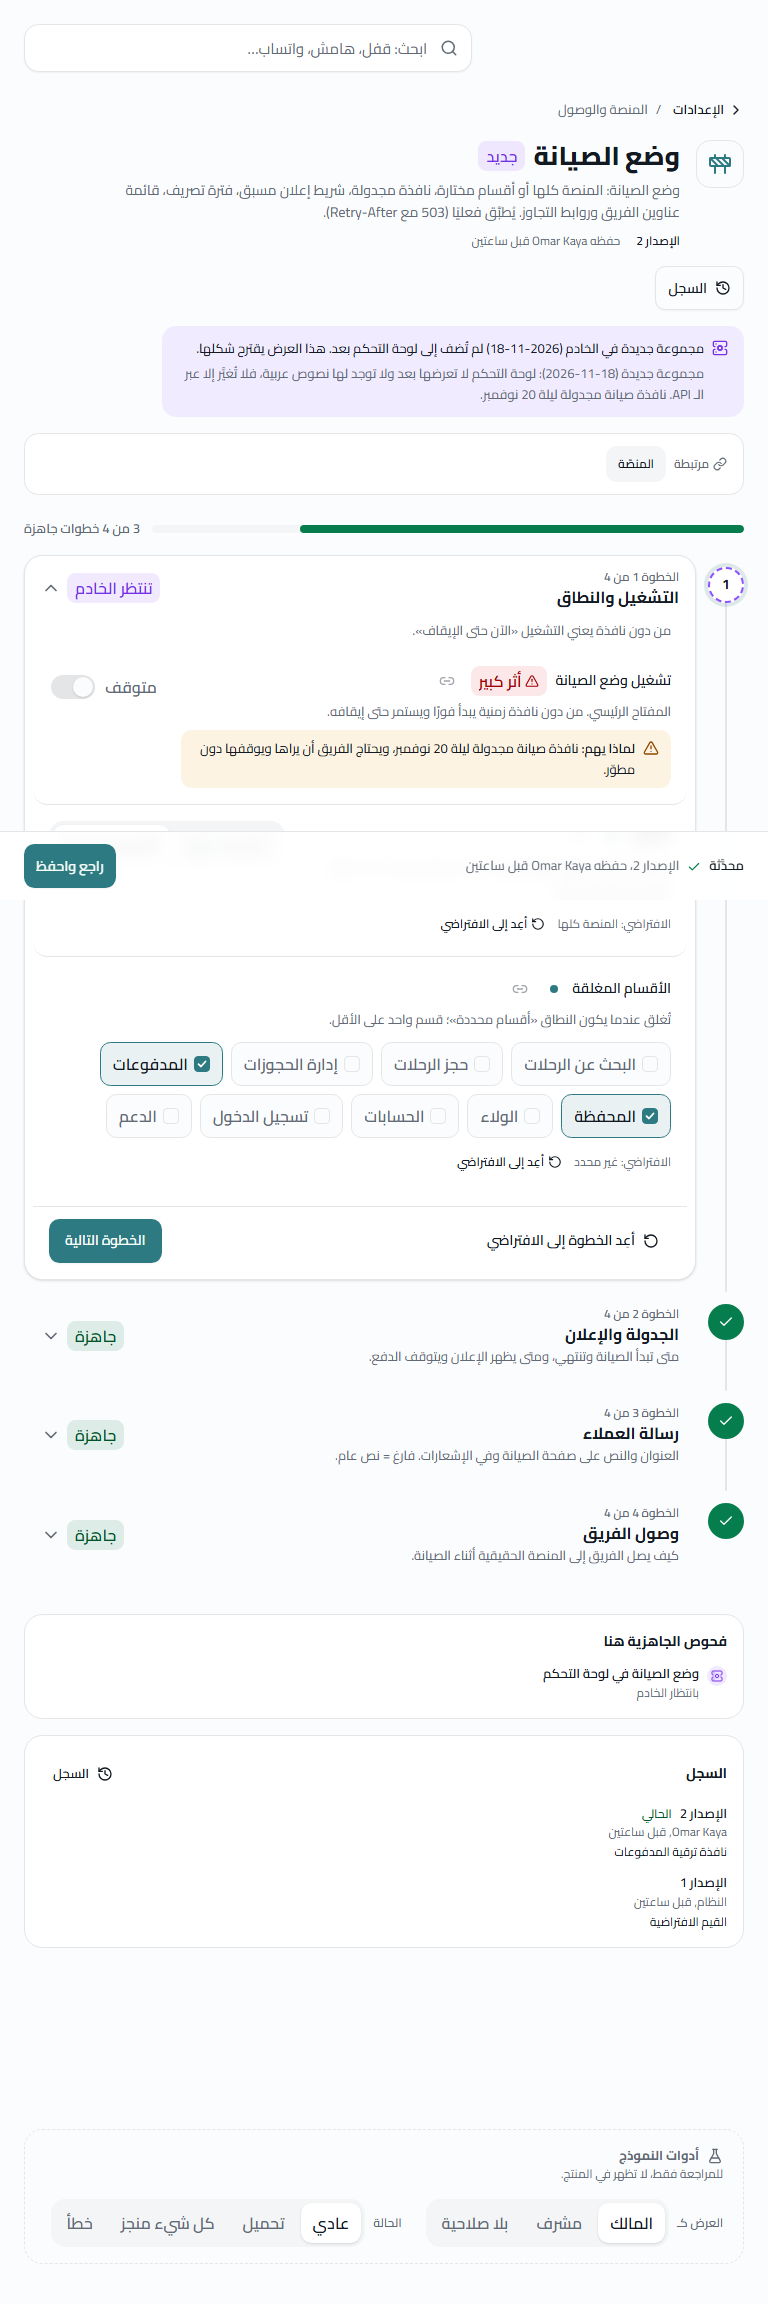 ابحث: قفل، هامش، واتساب...
الإعدادات / المنصة والوصول
وضع الصيانة جديد
وضع الصيانة: المنصة كلها أو أقسام مختارة، نافذة مجدولة، شريط إعلان مسبق، فترة تصريف، قائمة
عناوين الفريق وروابط التجاوز. يُطبَّق فعليًا (503 مع Retry-After).
الإصدار 2 حفظه Omar Kaya قبل ساعتين
السجل
مجموعة جديدة في الخادم (2026-11-18) لم تُضف إلى لوحة التحكم بعد. هذا العرض يقترح شكلها.
مجموعة جديدة (18-11-2026): لوحة التحكم لا تعرضها بعد ولا توجد لها نصوص عربية، فلا تُغيَّر إلا عبر
الـ API. نافذة صيانة مجدولة ليلة 20 نوفمبر.
مرتبطة المنصّة
3 من 4 خطوات جاهزة
1
الخطوة 1 من 4
التشغيل والنطاق
تنتظر الخادم
من دون نافذة يعني التشغيل «الآن حتى الإيقاف».
تشغيل وضع الصيانة أثر كبير
متوقف
المفتاح الرئيسي. من دون نافذة زمنية يبدأ فورًا ويستمر حتى إيقافه.
لماذا يهم: نافذة صيانة مجدولة ليلة 20 نوفمبر، ويحتاج الفريق أن يراها ويوقفها دون
مطوّر.
محدَّثة الإصدار 2، حفظه Omar Kaya قبل ساعتين
راجع واحفظ
الافتراضي: المنصة كلها أعِد إلى الافتراضي
الأقسام المغلقة
تُغلق عندما يكون النطاق «أقسام محددة»؛ قسم واحد على الأقل.
البحث عن الرحلات حجز الرحلات إدارة الحجوزات المدفوعات
المحفظة الولاء الحسابات تسجيل الدخول الدعم
الافتراضي: غير محدد أعِد إلى الافتراضي
أعِد الخطوة إلى الافتراضي الخطوة التالية
الخطوة 2 من 4
الجدولة والإعلان
متى تبدأ الصيانة وتنتهي، ومتى يظهر الإعلان ويتوقف الدفع.
جاهزة
الخطوة 3 من 4
رسالة العملاء
العنوان والنص على صفحة الصيانة وفي الإشعارات. فارغ = نص عام.
جاهزة
الخطوة 4 من 4
وصول الفريق
كيف يصل الفريق إلى المنصة الحقيقية أثناء الصيانة.
جاهزة
فحوص الجاهزية هنا
وضع الصيانة في لوحة التحكم
بانتظار الخادم
السجل السجل
الإصدار 2 الحالي
Omar Kaya, قبل ساعتين
نافذة ترقية المدفوعات
الإصدار 1
النظام, قبل ساعتين
القيم الافتراضية
أدوات النموذج
للمراجعة فقط، لا تظهر في المنتج.
العرض كـ المالك مشرف بلا صلاحية
الحالة عادي تحميل كل شيء منجز خطأ